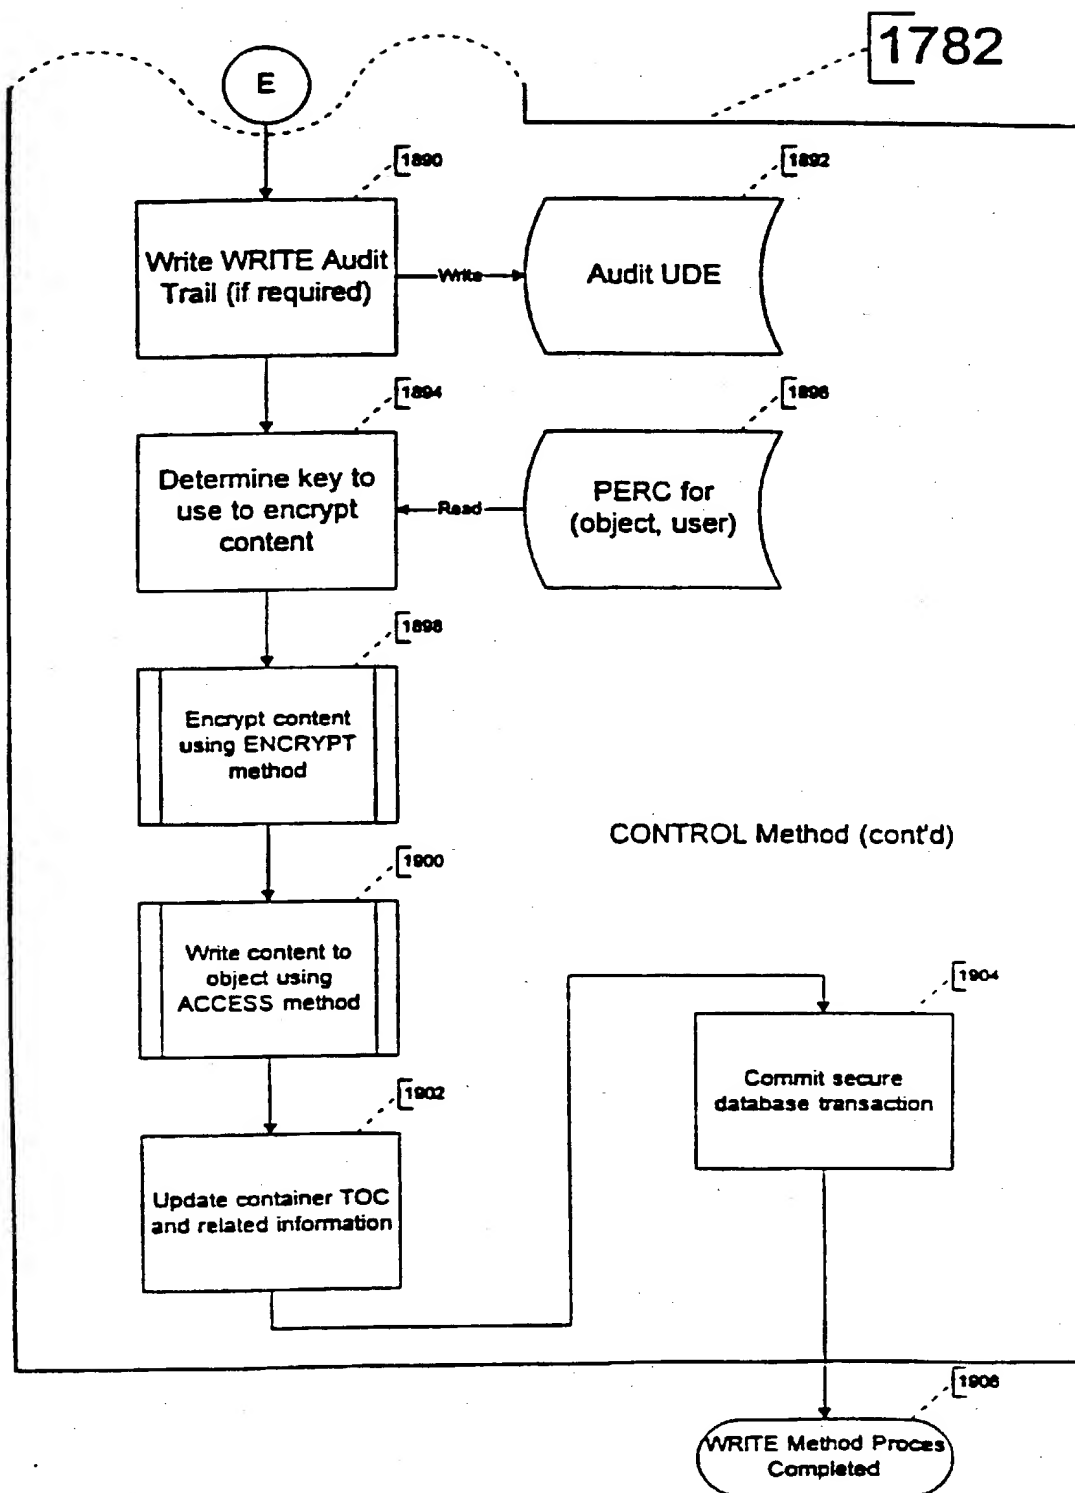 1782
E
1890
Write WRITE Audit
Trail (if required)
Write
1892
Audit UDE
1894
Determine key to
use to encrypt
content
Read
1896
PERC for
(object, user)
1898
Encrypt content
using ENCRYPT
method
CONTROL Method (cont'd)
1900
Write content to
object using
ACCESS method
1902
Update container TOC
and related information
1904
Commit secure
database transaction
1906
WRITE Method Proces
Completed